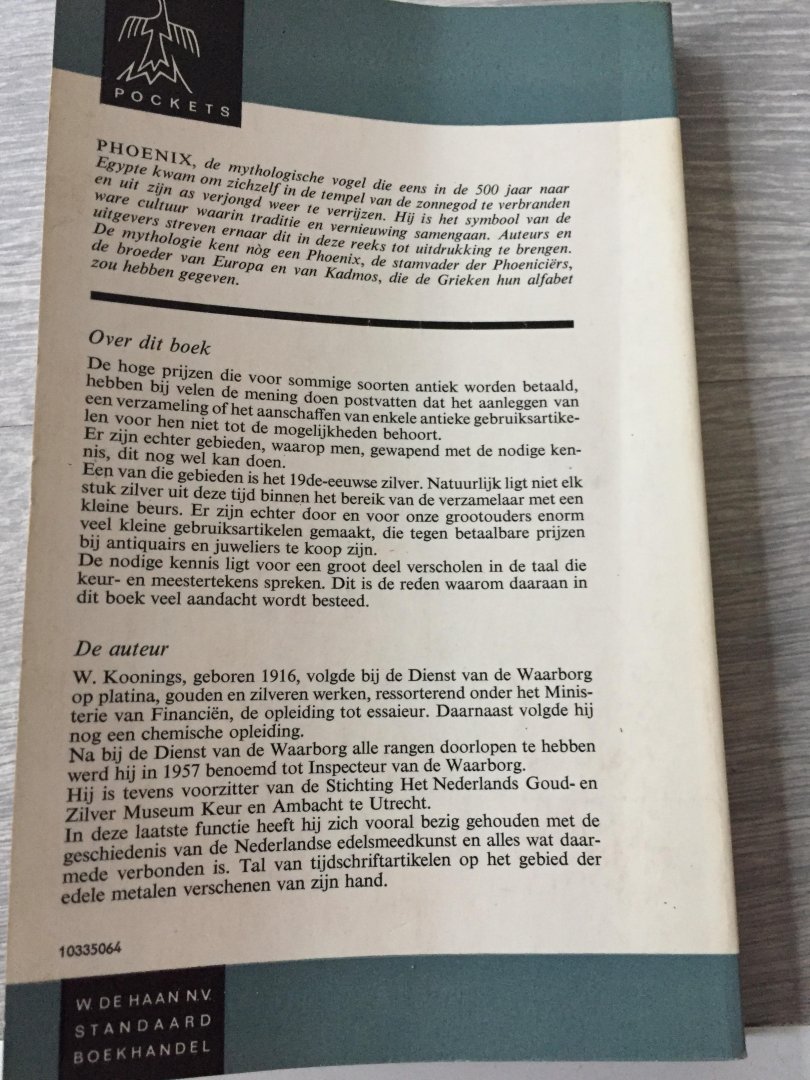 POCKETS
PHOENIX, de mythologische vogel die eens in de 500 jaar naar
Egypte kwam om zichzelf in de tempel van de zonnegod te verbranden
en uit zijn as verjongd weer te verrijzen. Hij is het symbool van de
ware cultuur waarin traditie en vernieuwing samengaan. Auteurs en
uitgevers streven ernaar dit in deze reeks tot uitdrukking te brengen.
De mythologie kent nòg een Phoenix, de stamvader der Phoeniciërs,
de broeder van Europa en van Kadmos, die de Grieken hun alfabet
zou hebben gegeven.
Over dit boek
De hoge prijzen die voor sommige soorten antiek worden betaald,
hebben bij velen de mening doen postvatten dat het aanleggen van
een verzameling of het aanschaffen van enkele antieke gebruiksartike-
len voor hen niet tot de mogelijkheden behoort.
Er zijn echter gebieden, waarop men, gewapend met de nodige ken-
nis, dit nog wel kan doen.
Een van die gebieden is het 19de-eeuwse zilver. Natuurlijk ligt niet elk
stuk zilver uit deze tijd binnen het bereik van de verzamelaar met een
kleine beurs. Er zijn echter door en voor onze grootouders enorm
veel kleine gebruiksartikelen gemaakt, die tegen betaalbare prijzen
bij antiquairs en juweliers te koop zijn.
De nodige kennis ligt voor een groot deel verscholen in de taal die
keur- en meestertekens spreken. Dit is de reden waarom daaraan in
dit boek veel aandacht wordt besteed.
De auteur
W. Koonings, geboren 1916, volgde bij de Dienst van de Waarborg
op platina, gouden en zilveren werken, ressorterend onder het Minis-
terie van Financiën, de opleiding tot essaieur. Daarnaast volgde hij
nog een chemische opleiding.
Na bij de Dienst van de Waarborg alle rangen doorlopen te hebben
werd hij in 1957 benoemd tot Inspecteur van de Waarborg.
Hij is tevens voorzitter van de Stichting Het Nederlands Goud- en
Zilver Museum Keur en Ambacht te Utrecht.
In deze laatste functie heeft hij zich vooral bezig gehouden met de
geschiedenis van de Nederlandse edelsmeedkunst en alles wat daar-
mede verbonden is. Tal van tijdschriftartikelen op het gebied der
edele metalen verschenen van zijn hand.
10335064
W. DE HAAN N.V.
STANDAARD
BOEKHANDEL